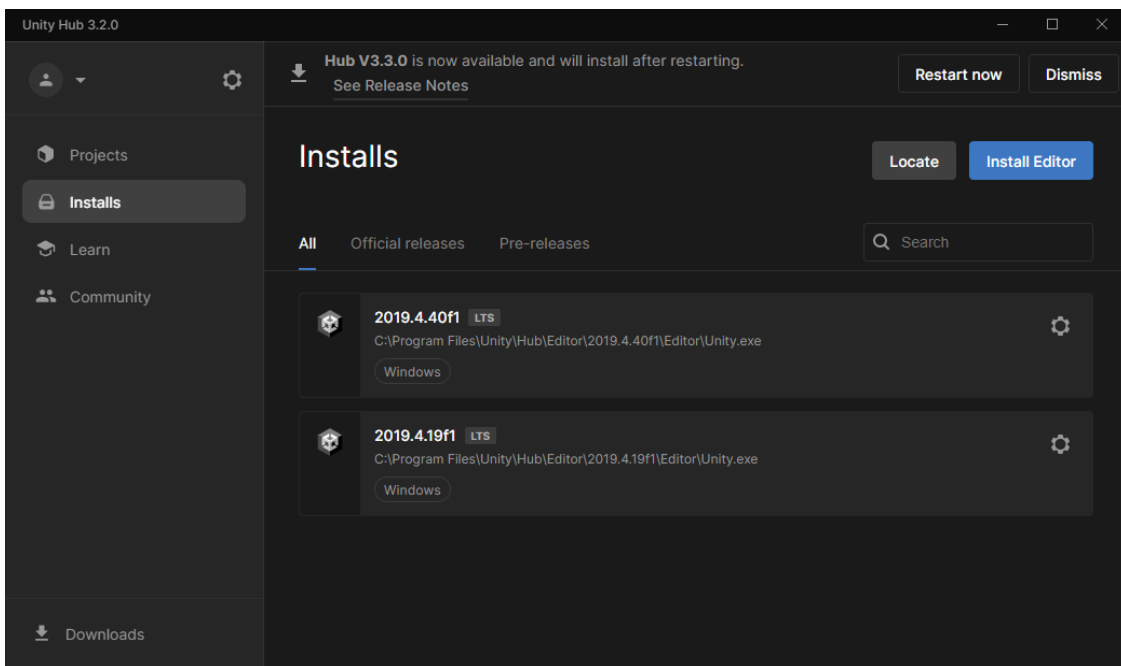 Unity Hub 3.2.0
Hub V3.3.0 is now available and will install after restarting.
See Release Notes
Restart now
Dismiss
Projects
Installs
Learn
Community
Downloads
Installs
Locate
Install Editor
All
Official releases
Pre-releases
Search
2019.4.40f1 LTS
C:\Program Files\Unity\Hub\Editor\2019.4.40f1\Editor\Unity.exe
Windows
2019.4.19f1 LTS
C:\Program Files\Unity\Hub\Editor\2019.4.19f1\Editor\Unity.exe
Windows